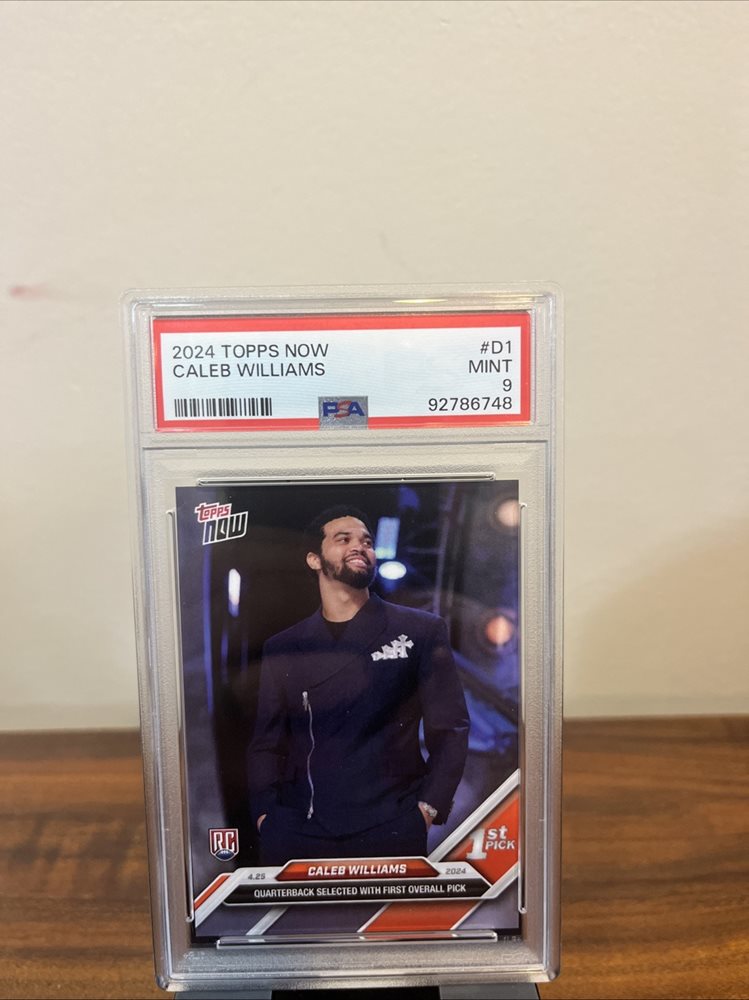 2024 TOPPS NOW #D1
CALEB WILLIAMS MINT
9
PSA 92786748
topps
now
RC
1st
PICK
4.25 CALEB WILLIAMS 2024
QUARTERBACK SELECTED WITH FIRST OVERALL PICK